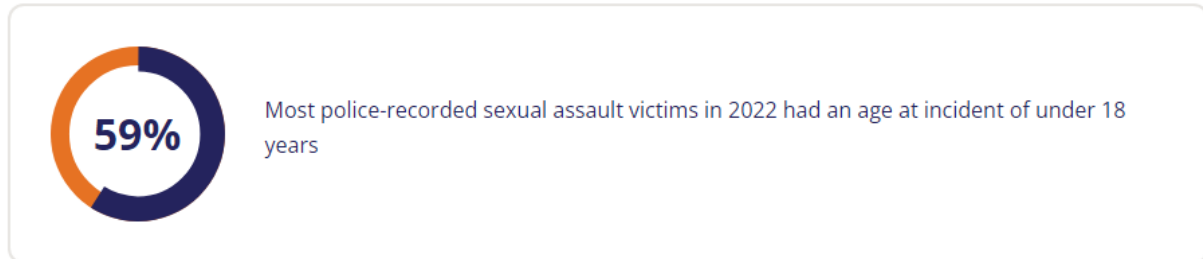 59%
Most police-recorded sexual assault victims in 2022 had an age at incident of under 18
years